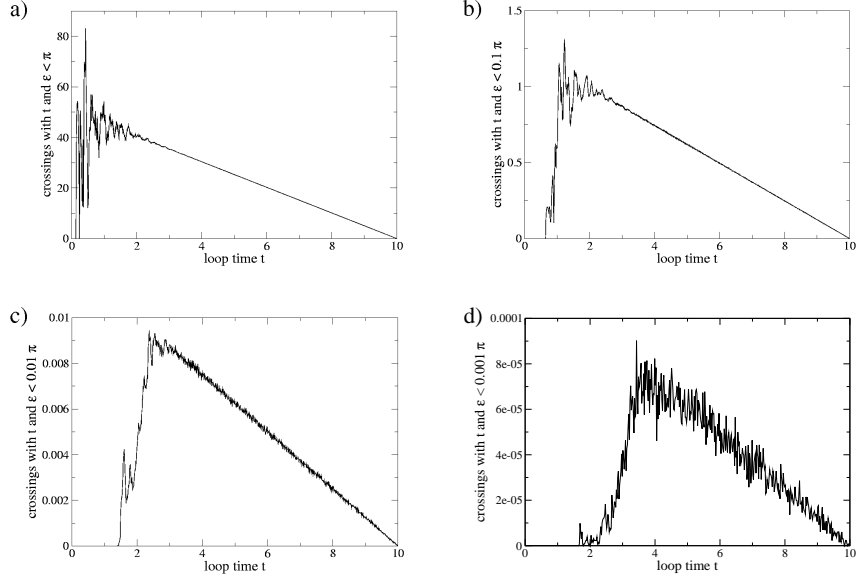 a)
crossings with t and ε < π
80
60
40
20
0
0 2 4 6 8 10
loop time t
b)
crossings with t and ε < 0.1 π
1.5
1
0.5
0
0 2 4 6 8 10
loop time t
c)
crossings with t and ε < 0.01 π
0.01
0.008
0.006
0.004
0.002
0
0 2 4 6 8 10
loop time t
d)
crossings with t and ε < 0.001 π
0.0001
8e-05
6e-05
4e-05
2e-05
0
0 2 4 6 8 10
loop time t